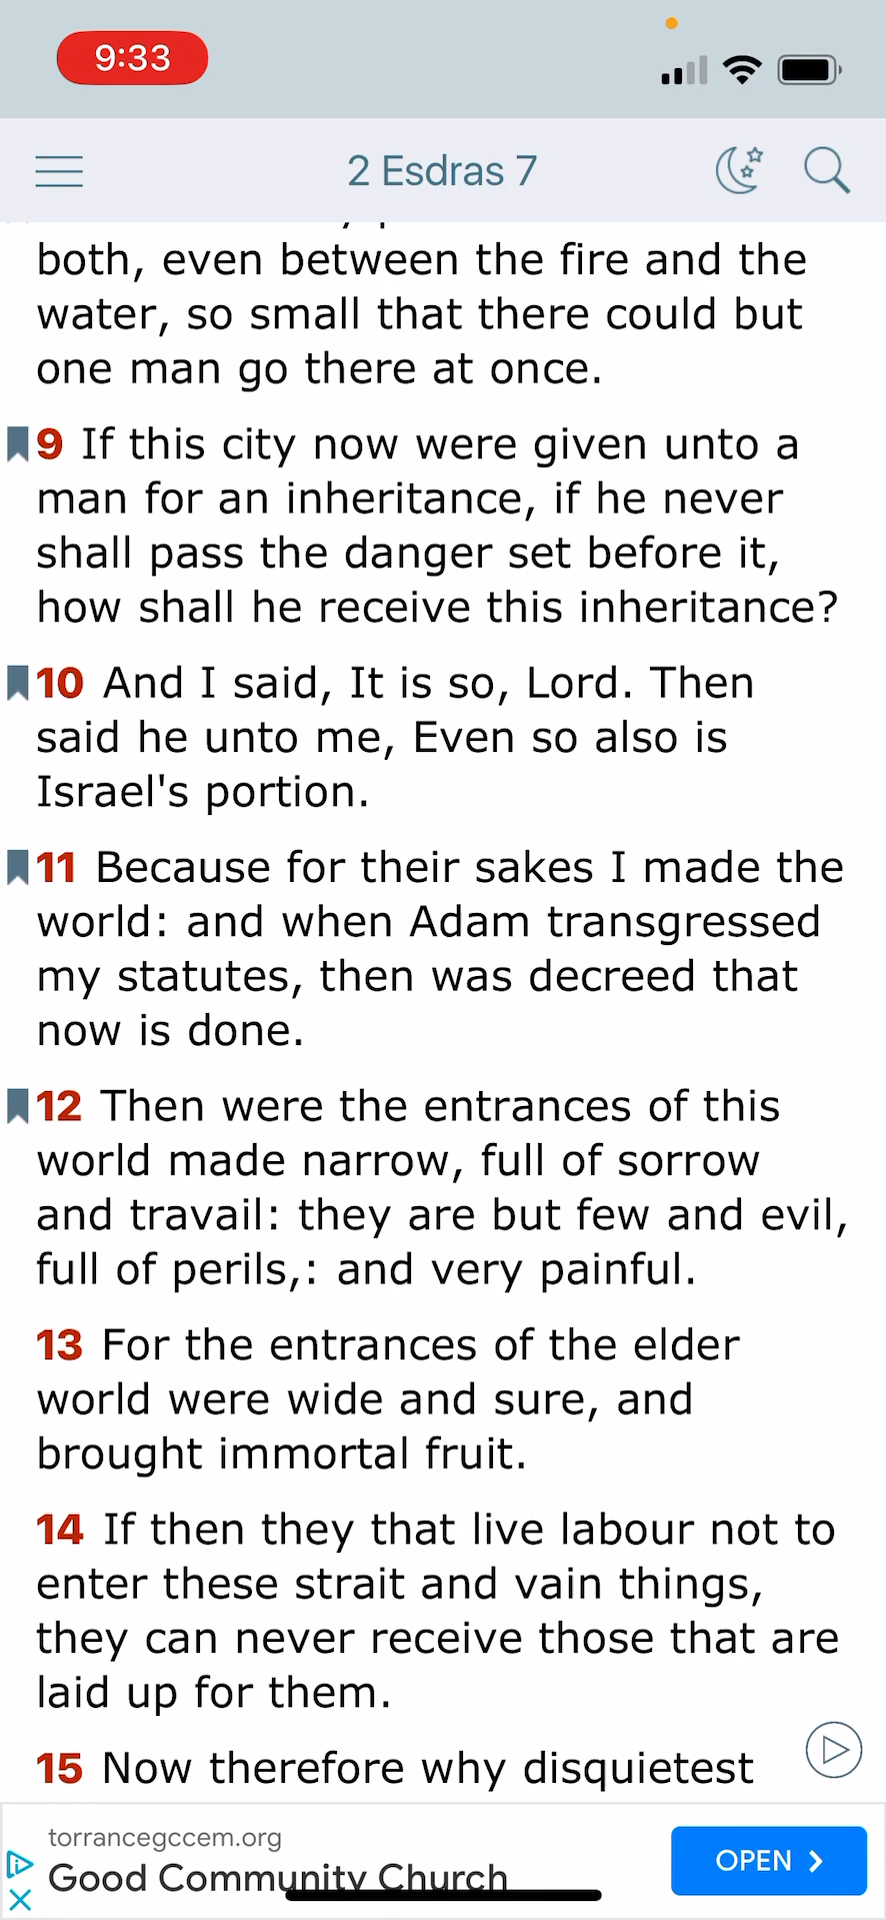 9:33
2 Esdras 7
both, even between the fire and the
water, so small that there could but
one man go there at once.
9 If this city now were given unto a
man for an inheritance, if he never
shall pass the danger set before it,
how shall he receive this inheritance?
10 And I said, It is so, Lord. Then
said he unto me, Even so also is
Israel's portion.
11 Because for their sakes I made the
world: and when Adam transgressed
my statutes, then was decreed that
now is done.
12 Then were the entrances of this
world made narrow, full of sorrow
and travail: they are but few and evil,
full of perils,: and very painful.
13 For the entrances of the elder
world were wide and sure, and
brought immortal fruit.
14 If then they that live labour not to
enter these strait and vain things,
they can never receive those that are
laid up for them.
15 Now therefore why disquietest
torrancegccem.org
Good Community Church
OPEN